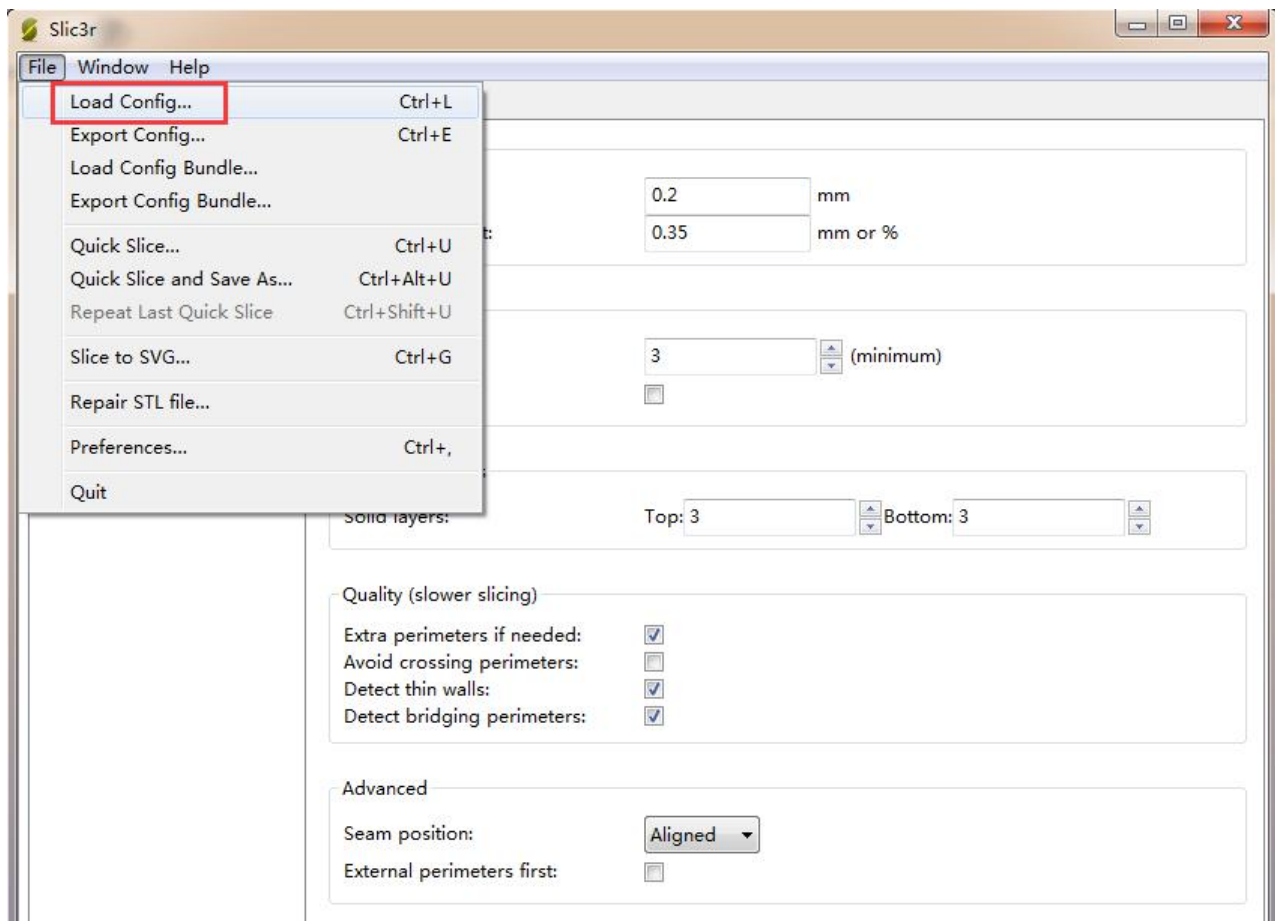 Slic3r
File Window Help
Load Config... Ctrl+L
Export Config... Ctrl+E
Load Config Bundle...
Export Config Bundle...
Quick Slice... Ctrl+U
Quick Slice and Save As... Ctrl+Alt+U
Repeat Last Quick Slice Ctrl+Shift+U
Slice to SVG... Ctrl+G
Repair STL file...
Preferences... Ctrl+,
Quit
0.2 mm
0.35 mm or %
3 (minimum)
Solid layers: Top: 3 Bottom: 3
Quality (slower slicing)
Extra perimeters if needed:
Avoid crossing perimeters:
Detect thin walls:
Detect bridging perimeters:
Advanced
Seam position: Aligned
External perimeters first: